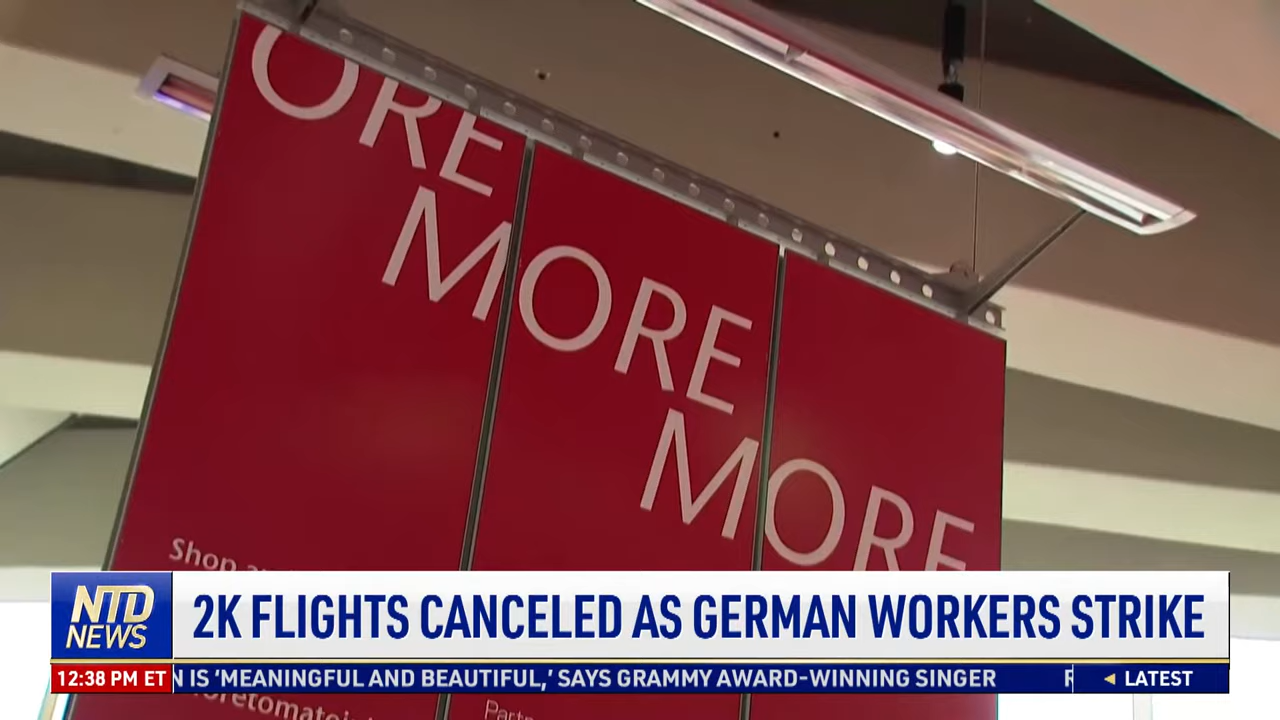 ORE
MORE
MORE
Shop
NTD
NEWS
2K FLIGHTS CANCELED AS GERMAN WORKERS STRIKE
12:38 PM ET
IS ‘MEANINGFUL AND BEAUTIFUL,’ SAYS GRAMMY AWARD-WINNING SINGER
LATEST